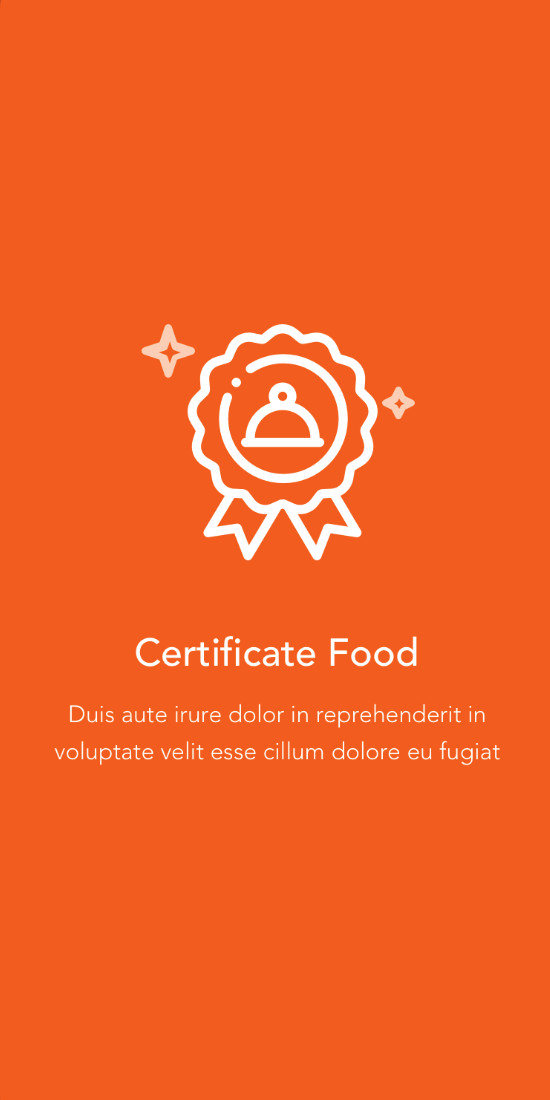 Certificate Food
Duis aute irure dolor in reprehenderit in
voluptate velit esse cillum dolore eu fugiat